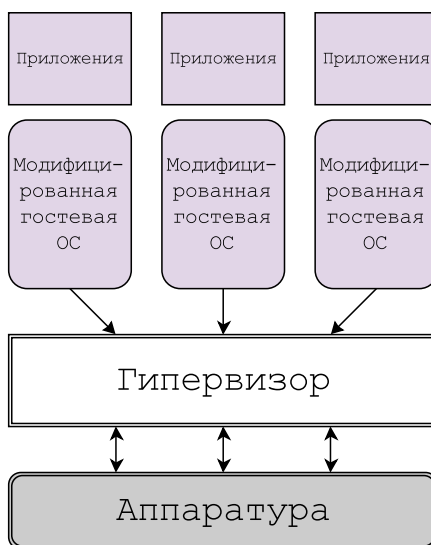 Приложения Приложения Приложения
Модифици- Модифици- Модифици-
рованная рованная рованная
гостевая гостевая гостевая
ОС ОС ОС
Гипервизор
Аппаратура